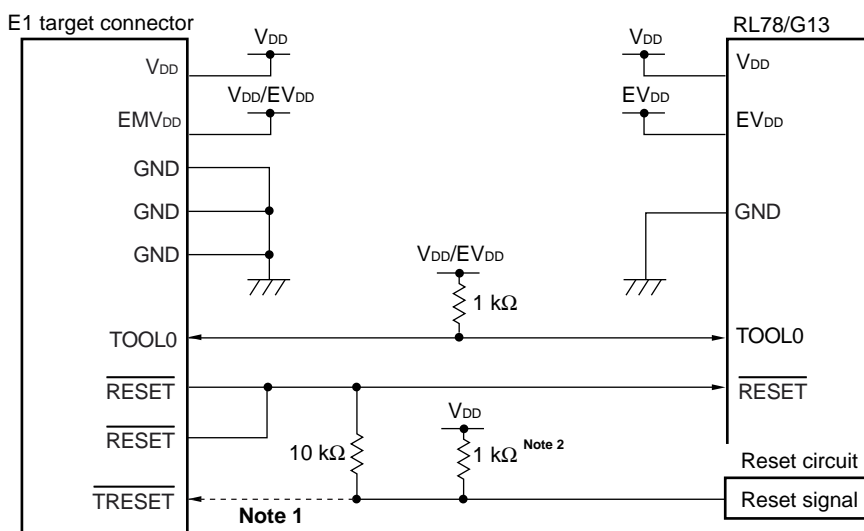 E1 target connector
RL78/G13
VDD
VDD
VDD
VDD
VDD/EVDD
EVDD
EMVDD
EVDD
GND
GND
GND
GND
VDD/EVDD
1 kΩ
TOOL0
TOOL0
RESET
RESET
RESET
VDD
10 kΩ
1 kΩ Note 2
Reset circuit
TRESET
Note 1
Reset signal